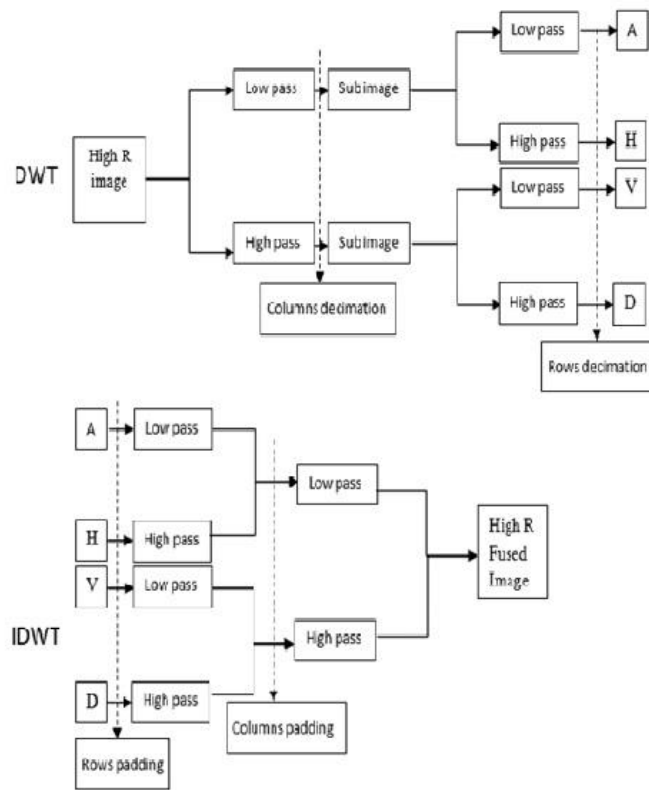 DWT
High R
image
Low pass
Subimage
Low pass
A
High pass
H
Low pass
V
High pass
Subimage
High pass
D
Columns decimation
Rows decimation
IDWT
A
Low pass
H
High pass
Low pass
V
Low pass
High pass
D
High pass
High R
Fused
Image
Columns padding
Rows padding